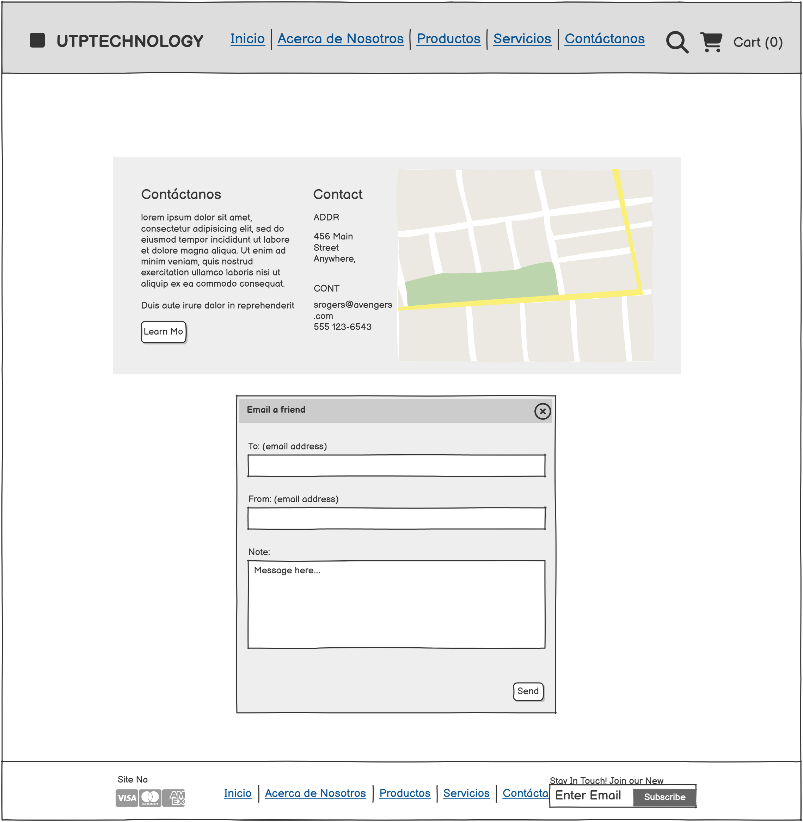 UTPTECHNOLOGY Inicio Acerca de Nosotros Productos Servicios Contáctanos Cart (0)
Contáctanos
lorem ipsum dolor sit amet,
consectetur adipisicing elit, sed do
eiusmod tempor incididunt ut labore
et dolore magna aliqua. Ut enim ad
minim veniam, quis nostrud
exercitation ullamco laboris nisi ut
aliquip ex ea commodo consequat.
Duis aute irure dolor in reprehenderit
Learn Mo
Contact
ADDR
456 Main
Street
Anywhere,
CONT
srogers@avengers
.com
555 123-6543
Email a friend
To: (email address)
From: (email address)
Note:
Message here...
Send
Site Na
VISA MasterCard AM EX
Inicio Acerca de Nosotros Productos Servicios Contácta
Stay In Touch! Join our New
Enter Email Subscribe